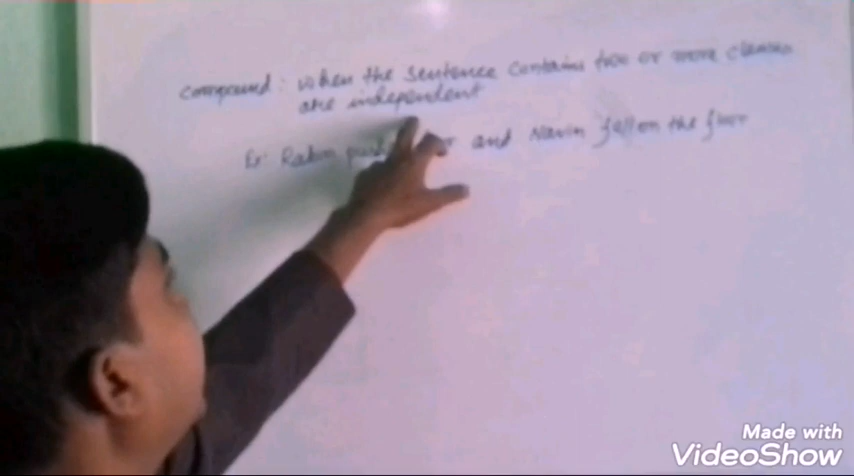 compound: When the sentence contains two or more clauses
are independent
Ex: Rabin and Navin fell on the floor
Made with
VideoShow